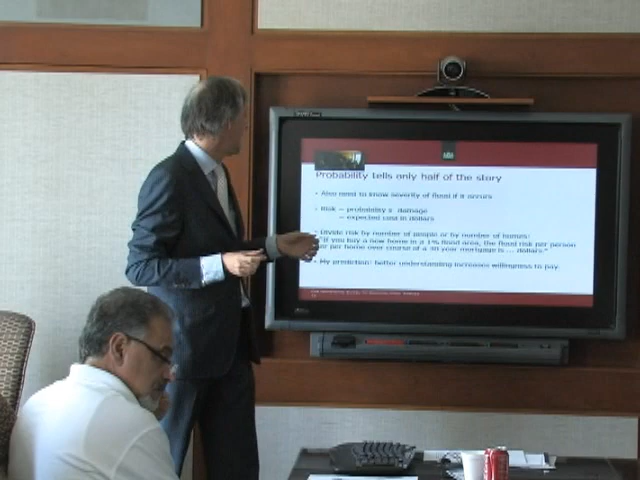 Probability tells only half of the story
• Also need to know severity of flood if it occurs
• Risk = probability x damage
= expected cost in dollars
• Divide risk by number of people or by number of homes:
"If you buy a new home in a 1% flood area, the flood risk per person
or per home over course of a 30 year mortgage is ... dollars."
• My prediction: better understanding increases willingness to pay